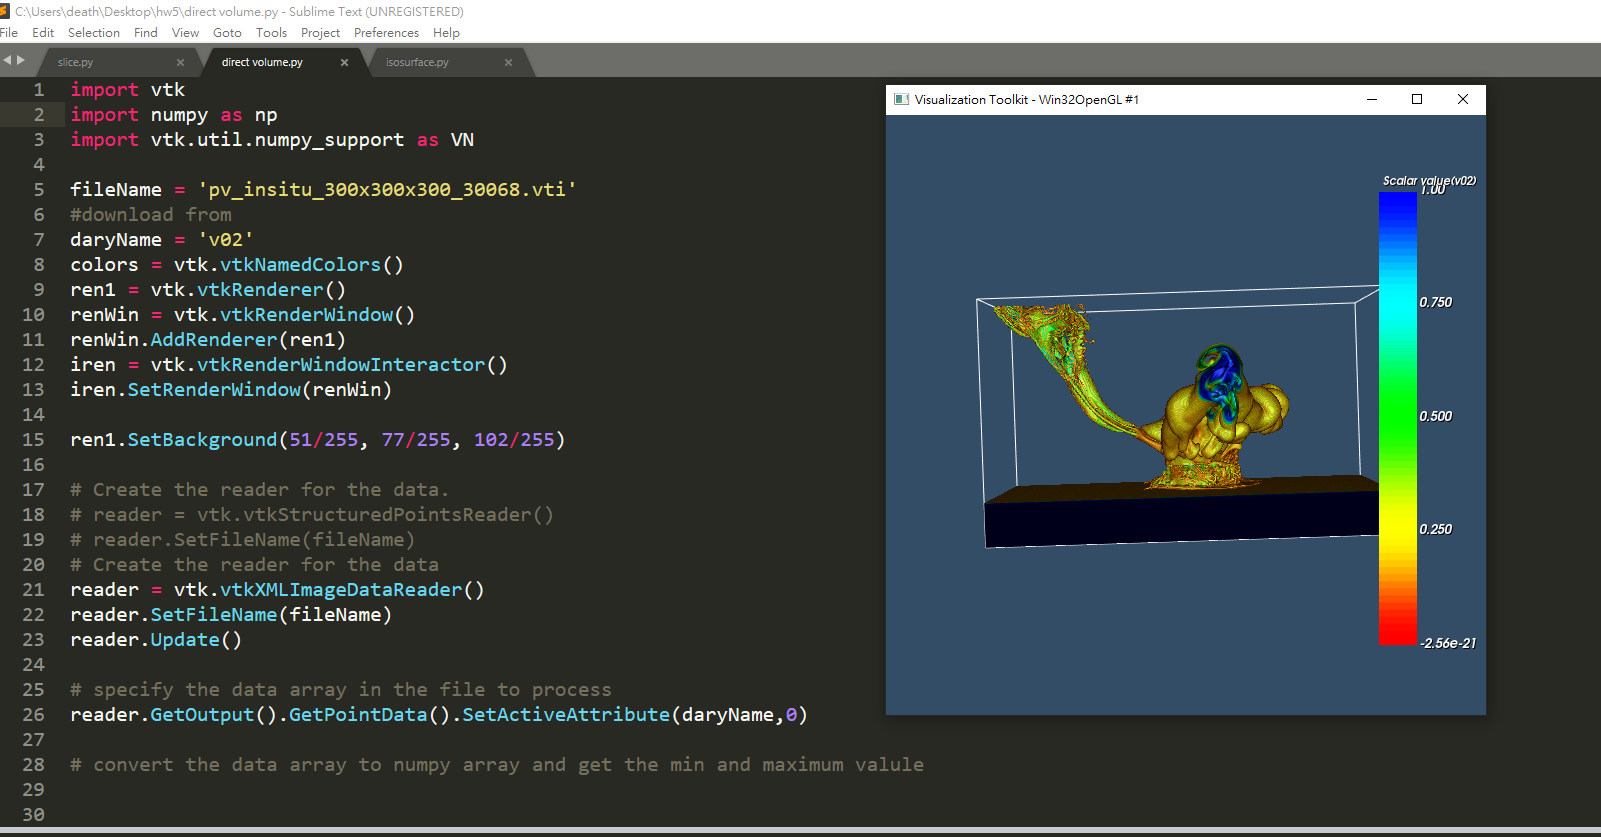 C:\Users\death\Desktop\hw5\direct volume.py - Sublime Text (UNREGISTERED)
File Edit Selection Find View Goto Tools Project Preferences Help
slice.py × direct volume.py × isosurface.py ×
1 import vtk
2 import numpy as np
3 import vtk.util.numpy_support as VN
4
5 fileName = 'pv_insitu_300x300x300_30068.vti'
6 #download from
7 daryName = 'v02'
8 colors = vtk.vtkNamedColors()
9 ren1 = vtk.vtkRenderer()
10 renWin = vtk.vtkRenderWindow()
11 renWin.AddRenderer(ren1)
12 iren = vtk.vtkRenderWindowInteractor()
13 iren.SetRenderWindow(renWin)
14
15 ren1.SetBackground(51/255, 77/255, 102/255)
16
17 # Create the reader for the data.
18 # reader = vtk.vtkStructuredPointsReader()
19 # reader.SetFileName(fileName)
20 # Create the reader for the data
21 reader = vtk.vtkXMLImageDataReader()
22 reader.SetFileName(fileName)
23 reader.Update()
24
25 # specify the data array in the file to process
26 reader.GetOutput().GetPointData().SetActiveAttribute(daryName,0)
27
28 # convert the data array to numpy array and get the min and maximum valule
29
30
Visualization Toolkit - Win32OpenGL #1
Scalar value(v02)
1.00
0.750
0.500
0.250
-2.56e-21